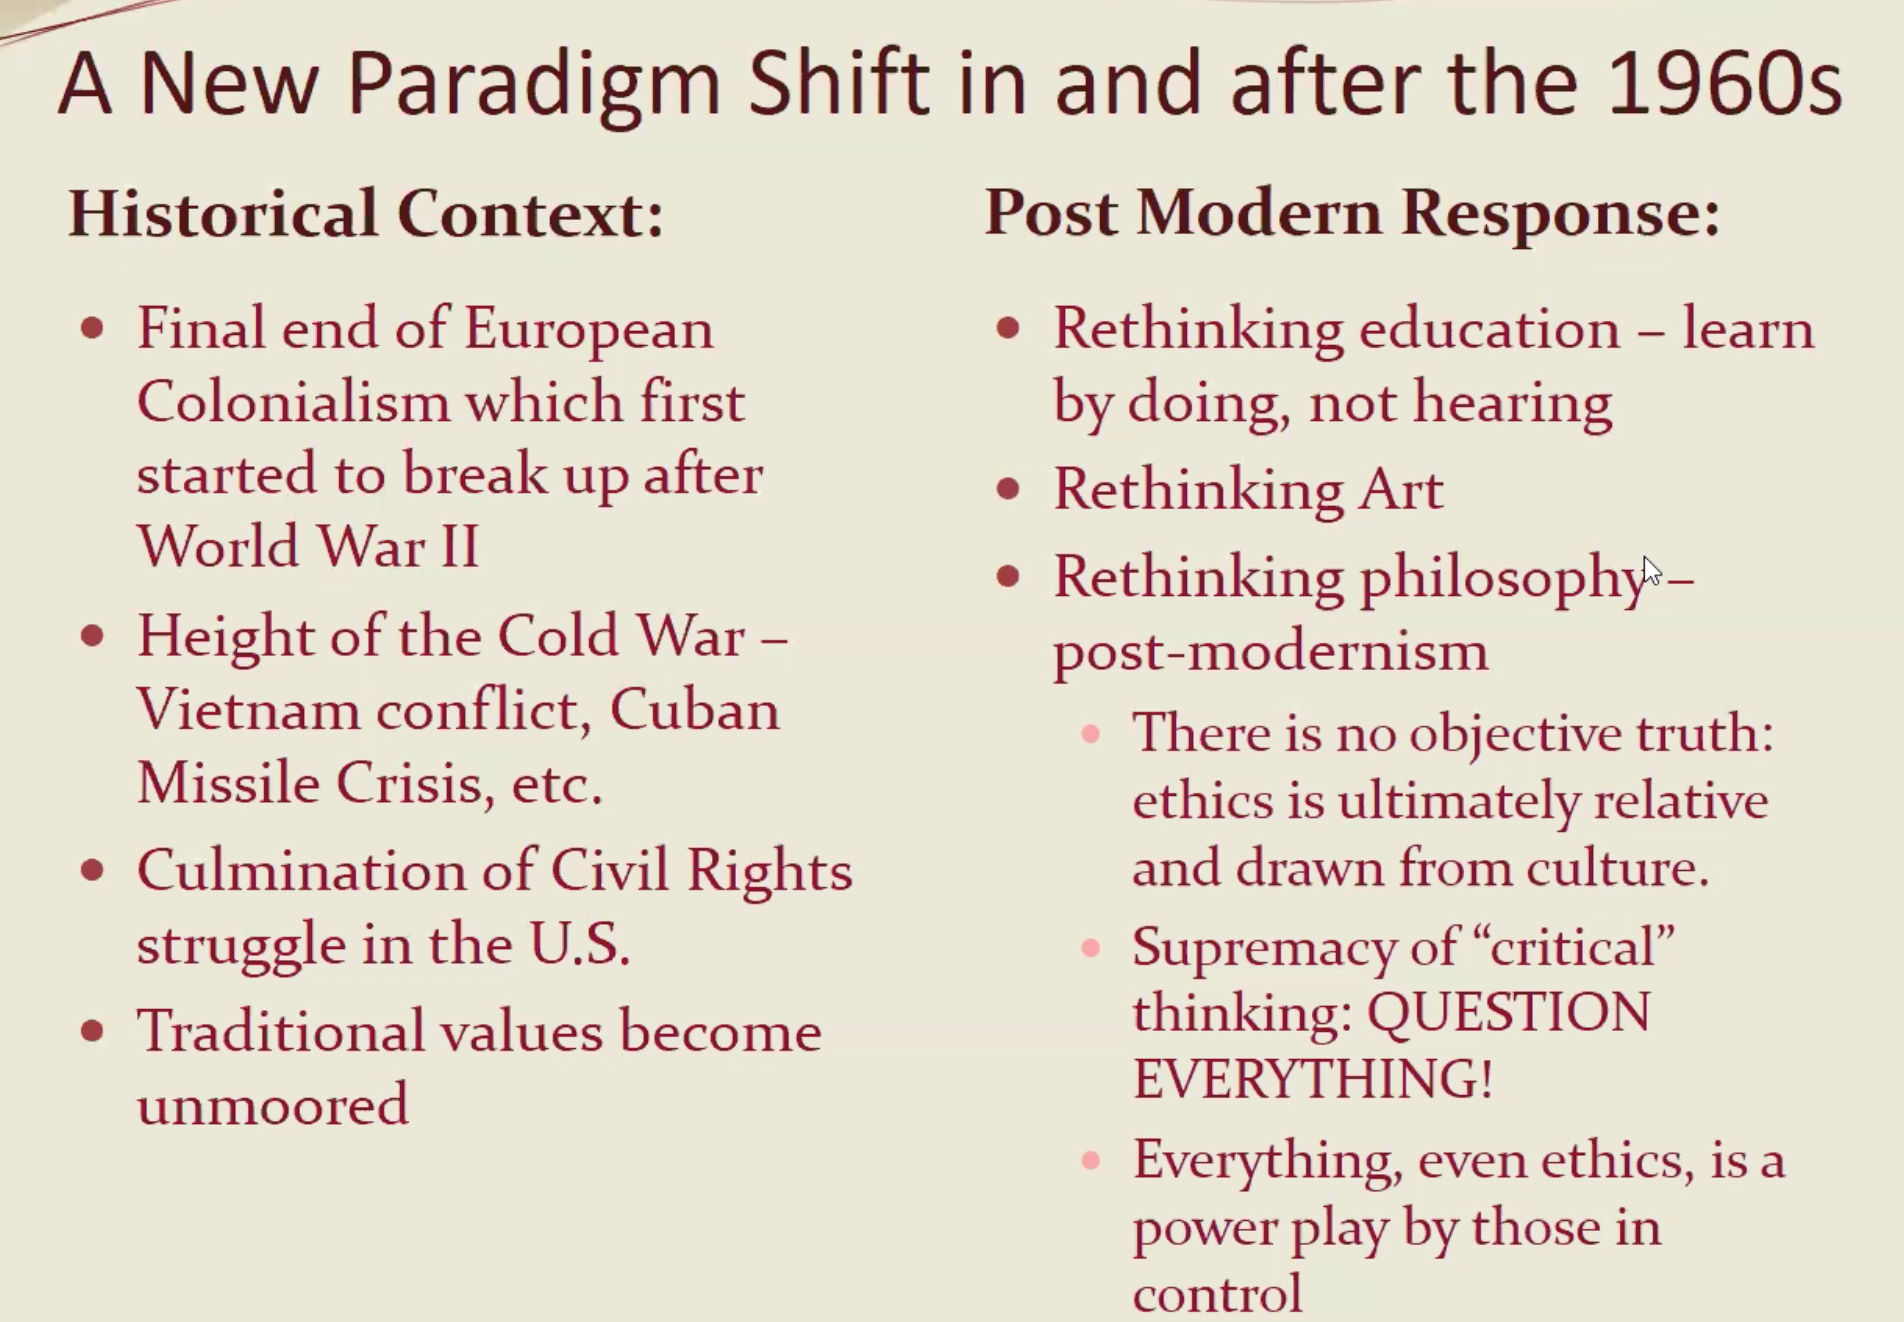 A New Paradigm Shift in and after the 1960s
Historical Context:
Final end of European
Colonialism which first
started to break up after
World War II
Height of the Cold War –
Vietnam conflict, Cuban
Missile Crisis, etc.
Culmination of Civil Rights
struggle in the U.S.
Traditional values become
unmoored
Post Modern Response:
Rethinking education – learn
by doing, not hearing
Rethinking Art
Rethinking philosophy –
post-modernism
There is no objective truth:
ethics is ultimately relative
and drawn from culture.
Supremacy of “critical”
thinking: QUESTION
EVERYTHING!
Everything, even ethics, is a
power play by those in
control